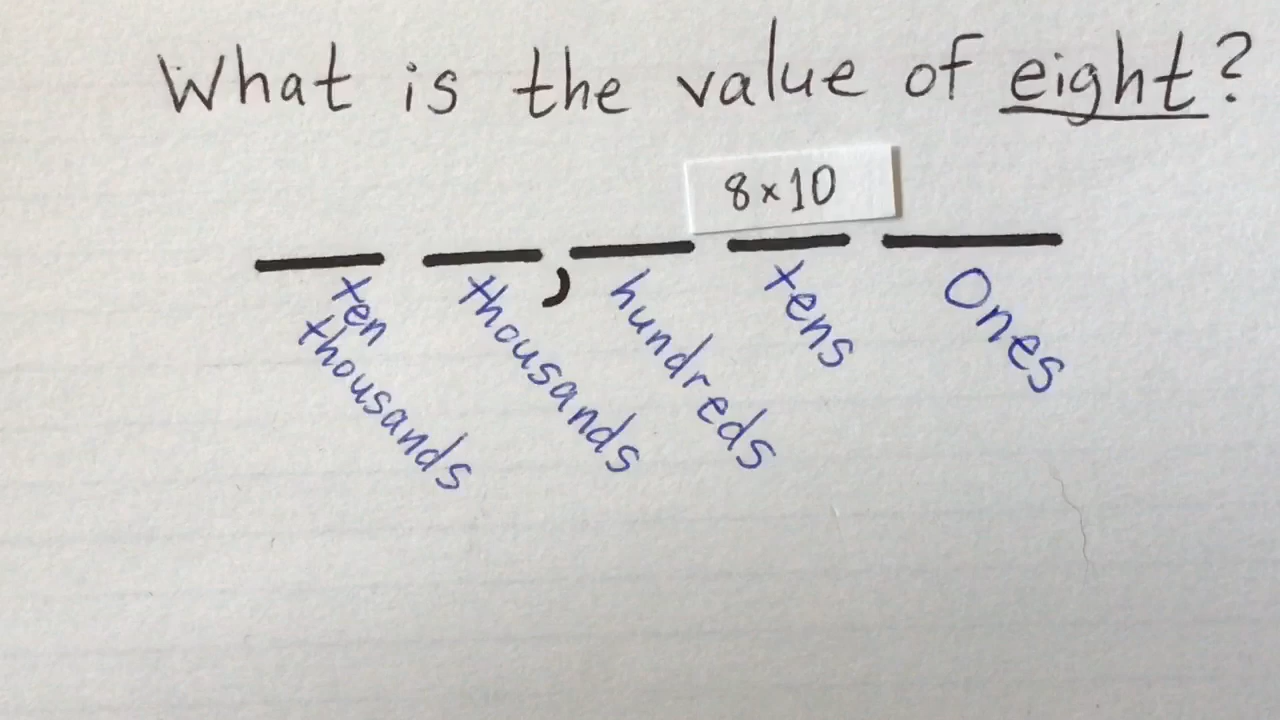 What is the value of eight?
8×10
,
ten thousands
thousands
hundreds
tens
Ones